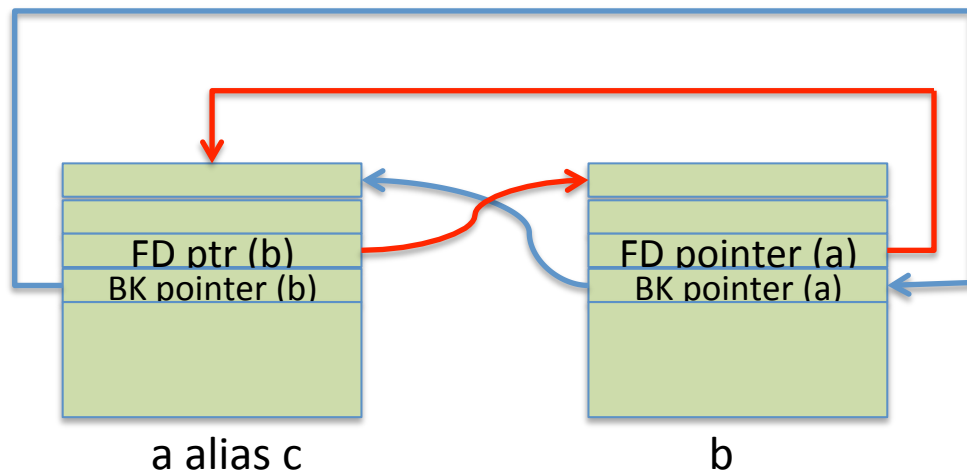 FD ptr (b)
BK pointer (b)
a alias c
FD pointer (a)
BK pointer (a)
b